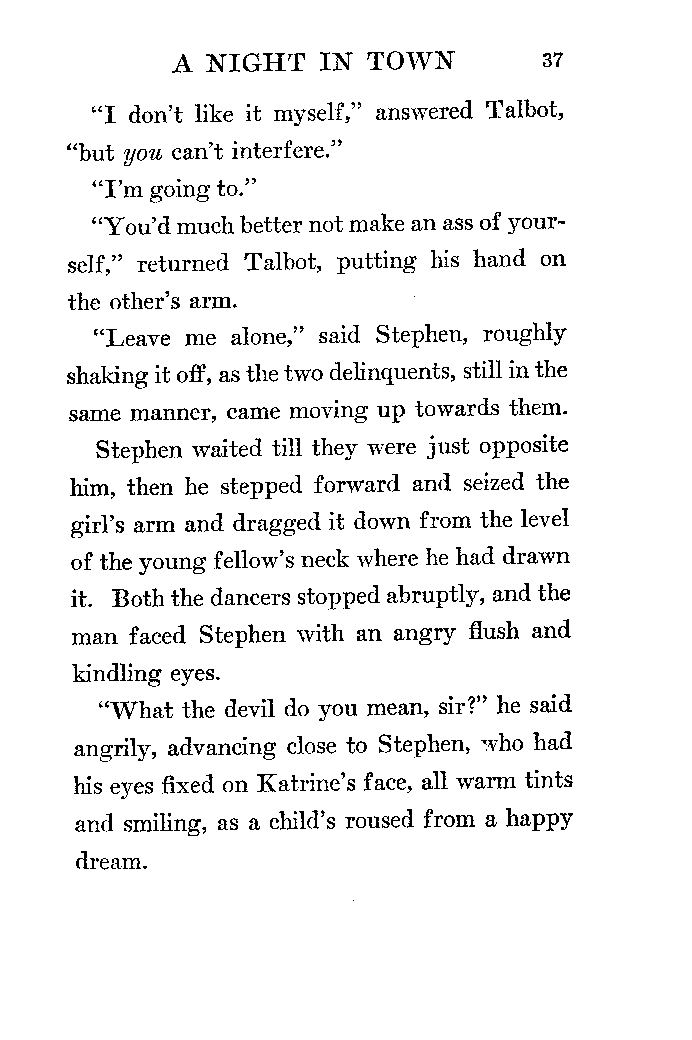 A NIGHT IN TOWN 37
“I don’t like it myself,” answered Talbot,
“but you can’t interfere.”
“I’m going to.”
“You’d much better not make an ass of your-
self,” returned Talbot, putting his hand on
the other’s arm.
“Leave me alone,” said Stephen, roughly
shaking it off, as the two delinquents, still in the
same manner, came moving up towards them.
Stephen waited till they were just opposite
him, then he stepped forward and seized the
girl’s arm and dragged it down from the level
of the young fellow’s neck where he had drawn
it. Both the dancers stopped abruptly, and the
man faced Stephen with an angry flush and
kindling eyes.
“What the devil do you mean, sir?” he said
angrily, advancing close to Stephen, who had
his eyes fixed on Katrine’s face, all warm tints
and smiling, as a child’s roused from a happy
dream.